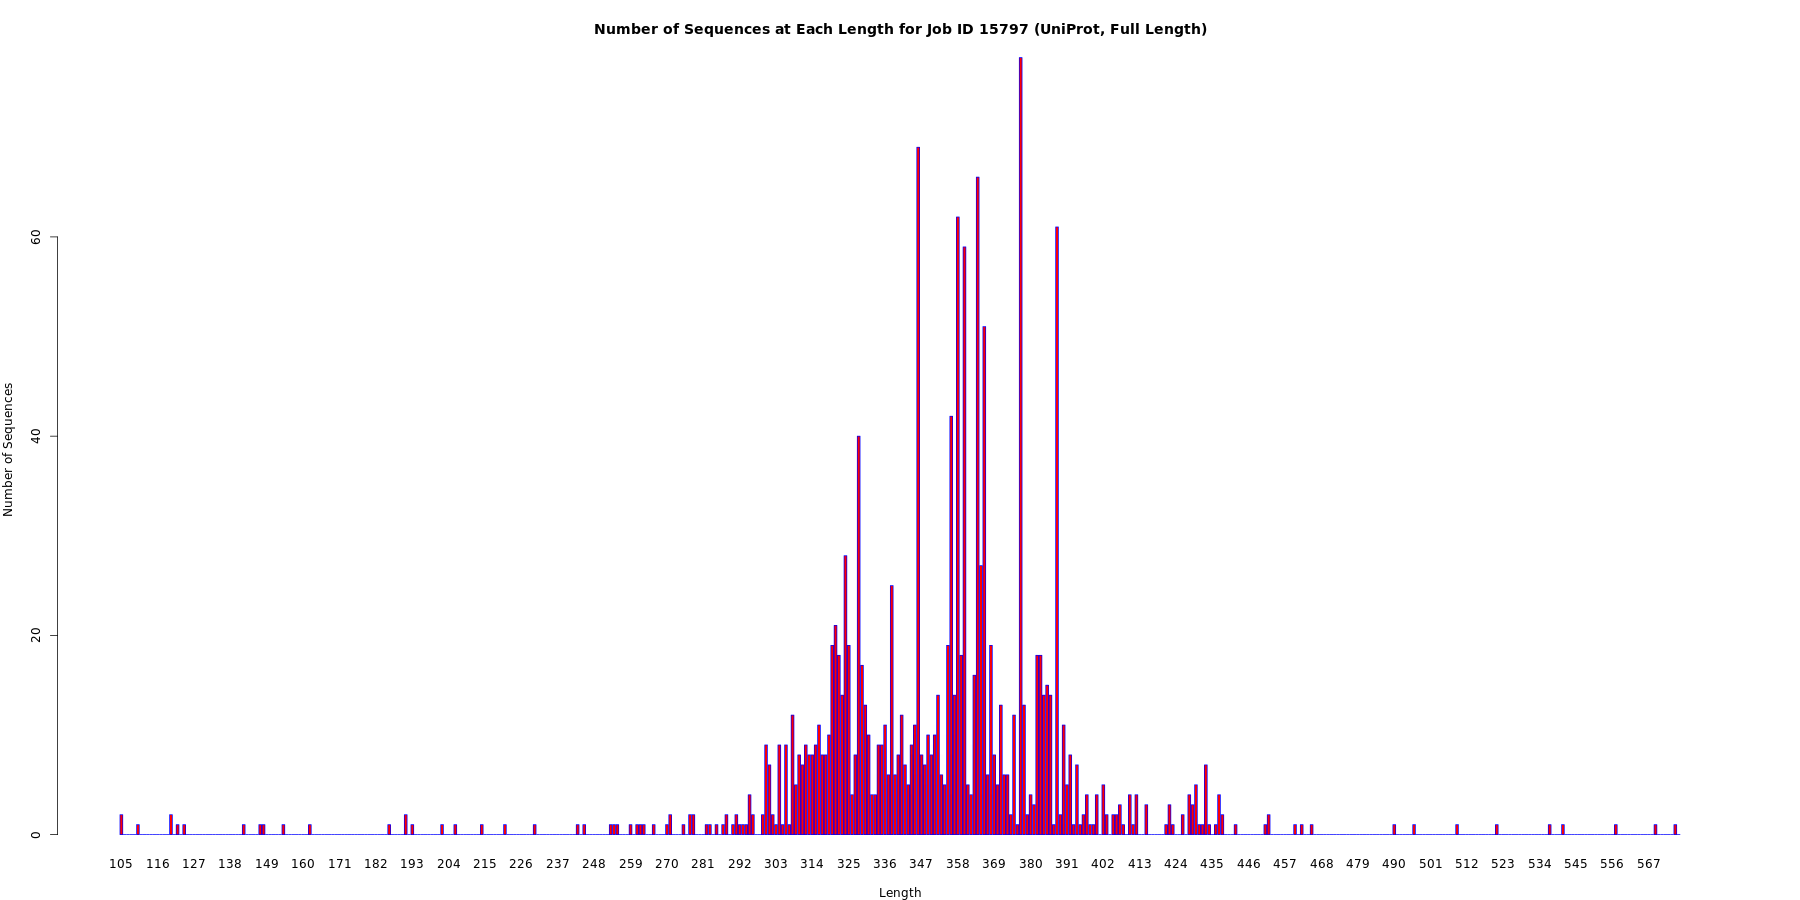 Number of Sequences at Each Length for Job ID 15797 (UniProt, Full Length)
Number of Sequences
60
40
20
0
105 116 127 138 149 160 171 182 193 204 215 226 237 248 259 270 281 292 303 314 325 336 347 358 369 380 391 402 413 424 435 446 457 468 479 490 501 512 523 534 545 556 567
Length